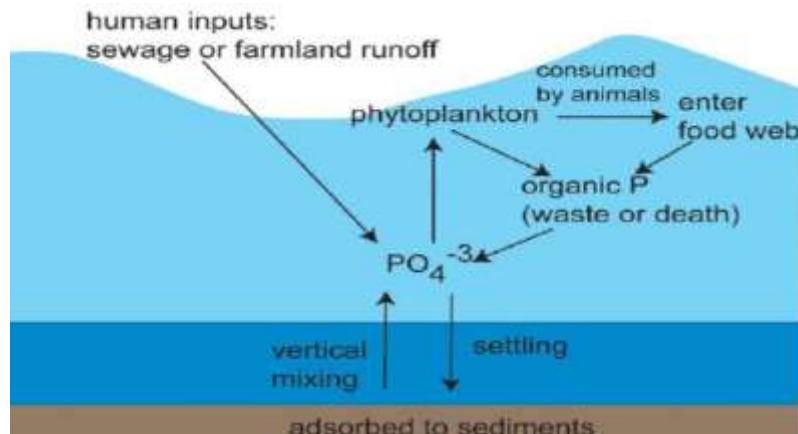 human inputs:
sewage or farmland runoff
consumed
by animals
phytoplankton
enter
food web
organic P
(waste or death)
PO₄⁻³
vertical
mixing
settling
adsorbed to sediments